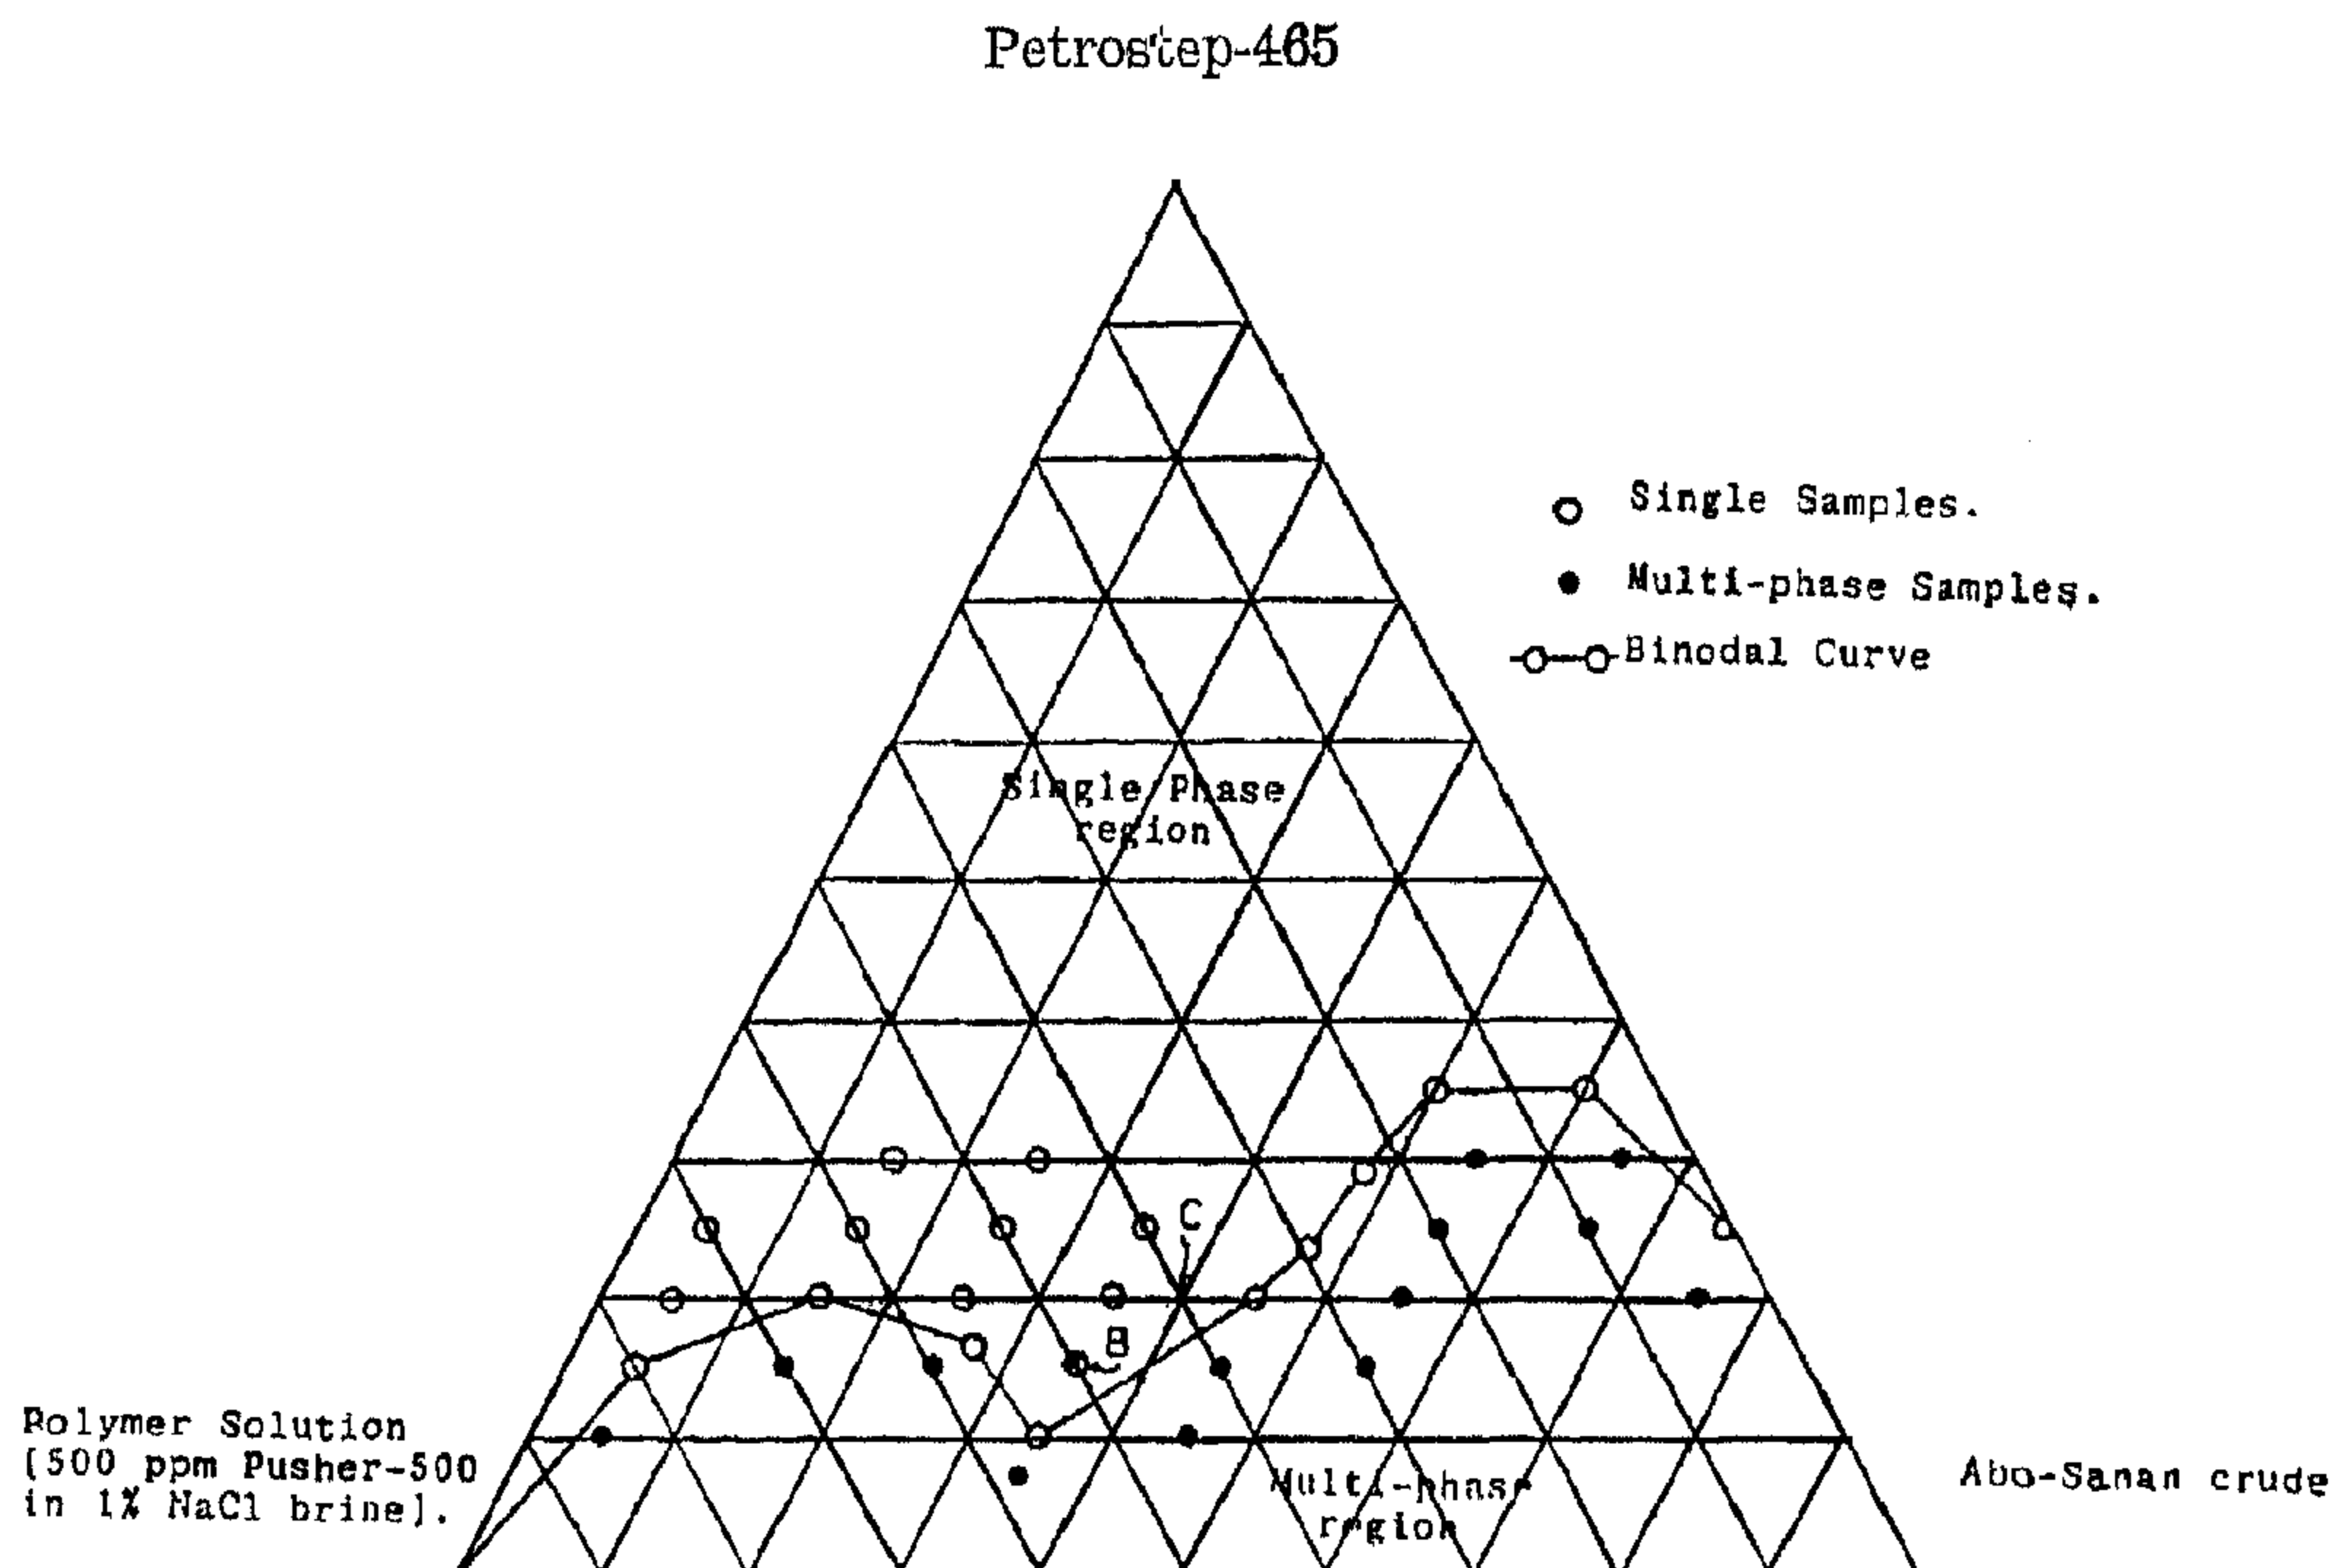 Petrostep-465
Single Samples.
Multi-phase Samples.
Binodal Curve
Single Phase
region
C
B
Polymer Solution
[500 ppm Pusher-500
in 1% NaCl brine].
Multi-phase
region
Abo-Sanan crude